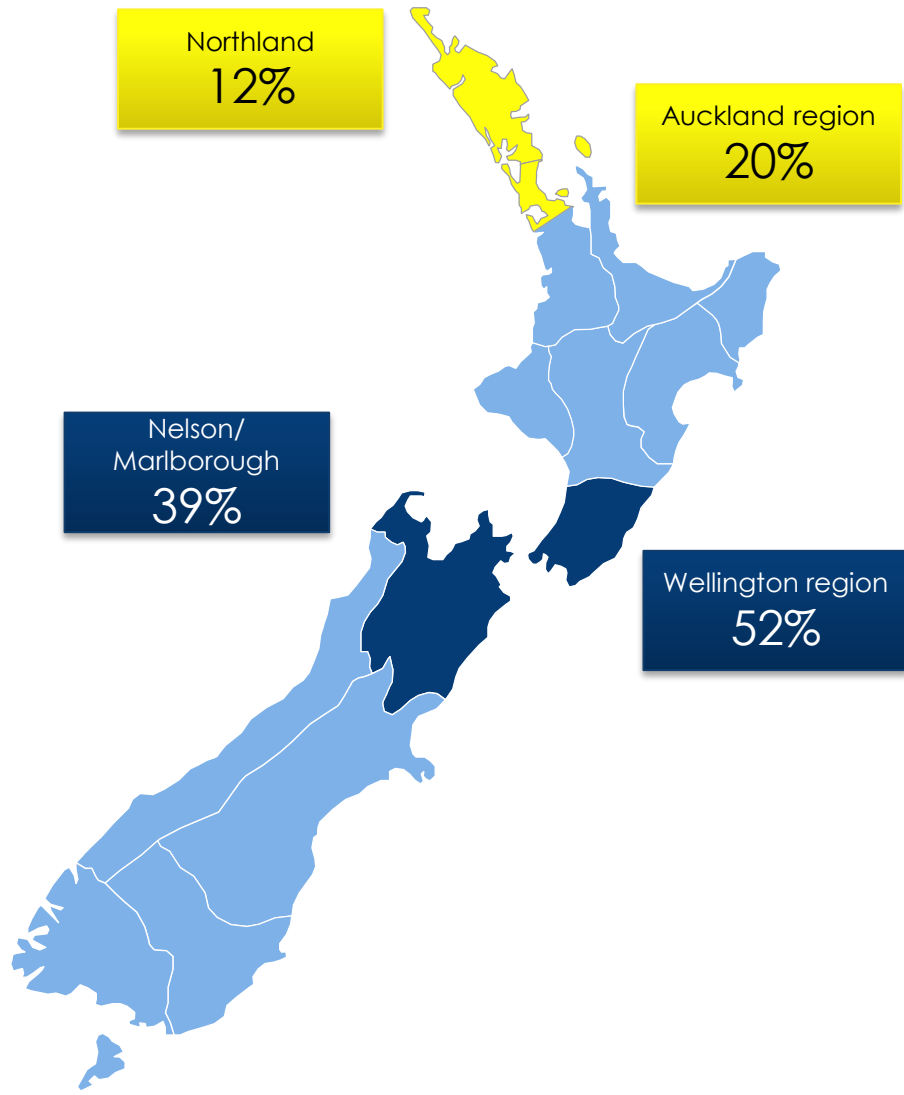 Northland
12%
Auckland region
20%
Nelson/
Marlborough
39%
Wellington region
52%